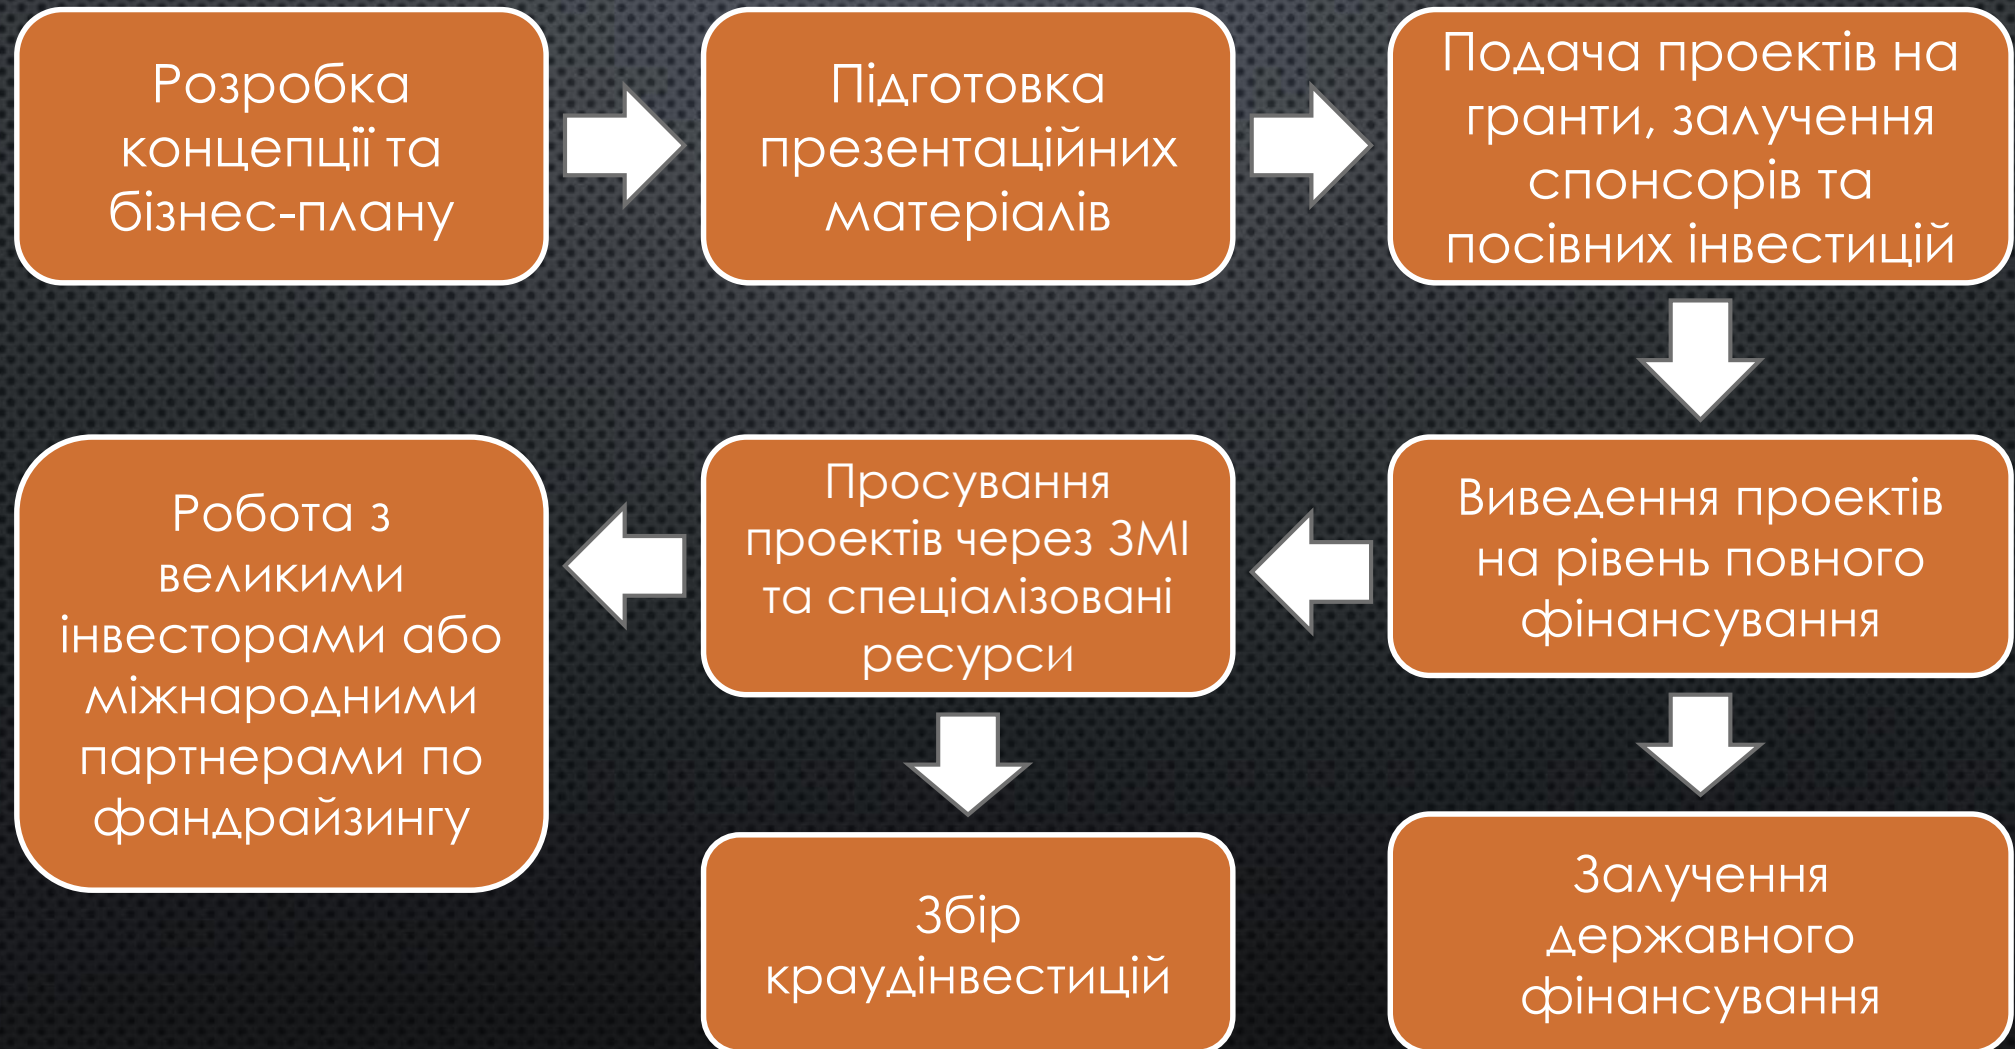 Розробка
концепції та
бізнес-плану
Підготовка
презентаційних
матеріалів
Подача проектів на
гранти, залучення
спонсорів та
посівних інвестицій
Виведення проектів
на рівень повного
фінансування
Просування
проектів через ЗМІ
та спеціалізовані
ресурси
Робота з
великими
інвесторами або
міжнародними
партнерами по
фандрайзингу
Збір
краудінвестицій
Залучення
державного
фінансування